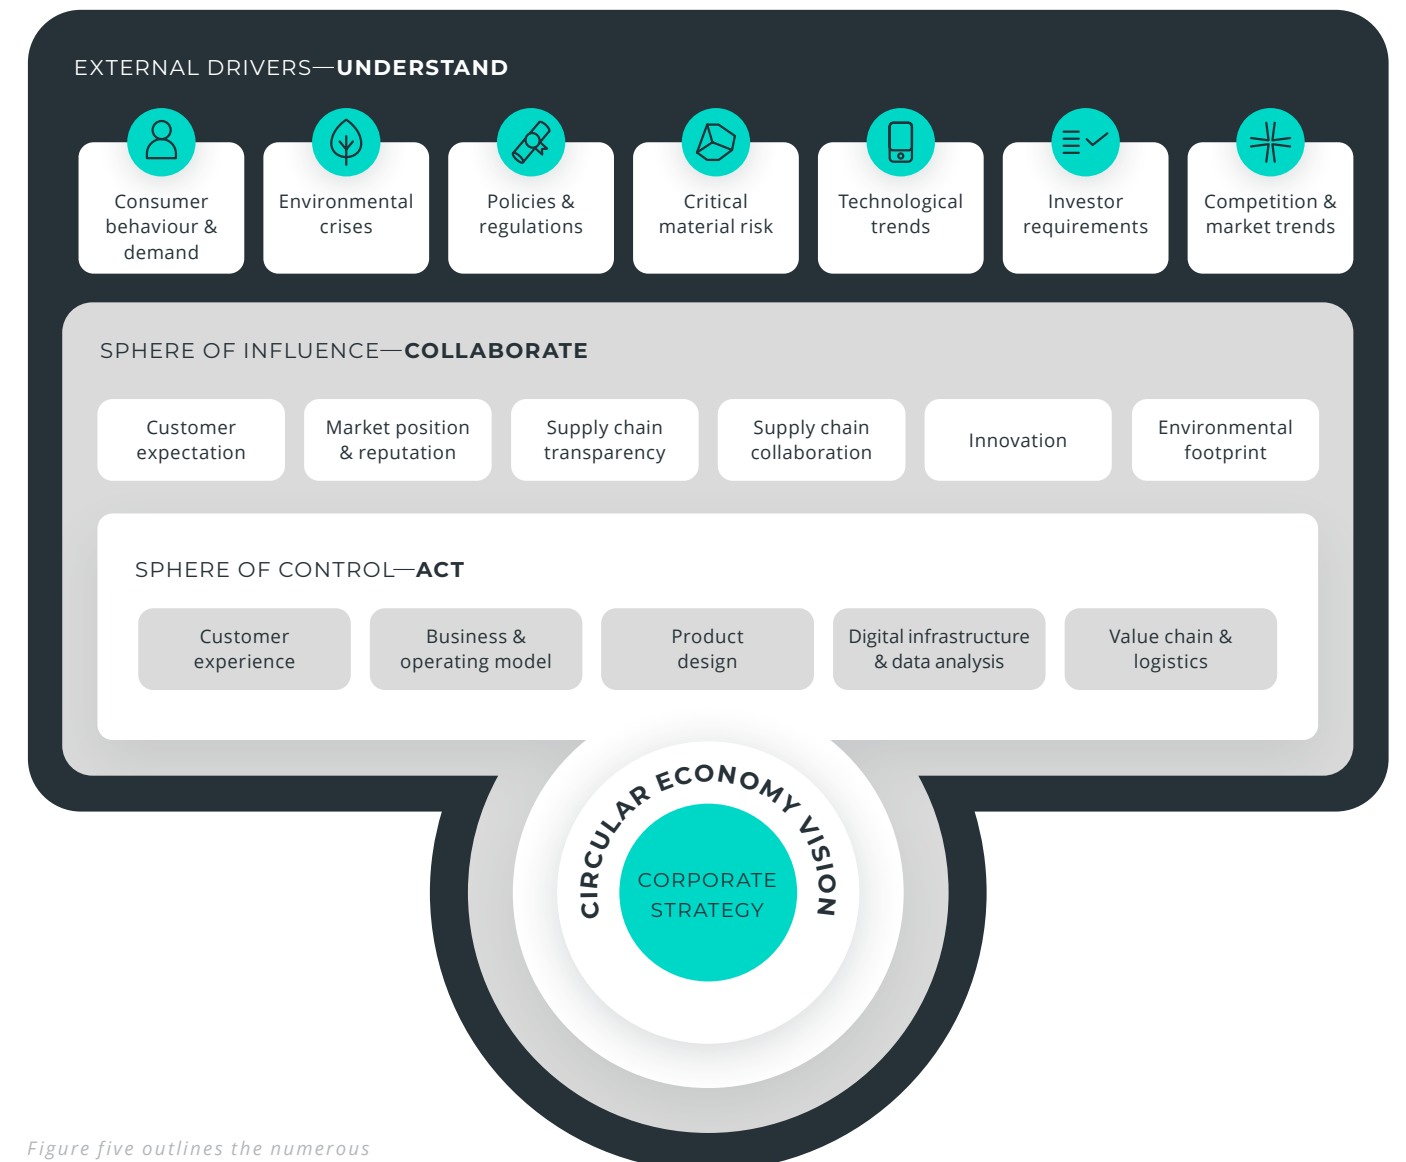 EXTERNAL DRIVERS—UNDERSTAND
Consumer
behaviour &
demand
Environmental
crises
Policies &
regulations
Critical
material risk
Technological
trends
Investor
requirements
Competition &
market trends
SPHERE OF INFLUENCE—COLLABORATE
Customer
expectation
Market position
& reputation
Supply chain
transparency
Supply chain
collaboration
Innovation
Environmental
footprint
SPHERE OF CONTROL—ACT
Customer
experience
Business &
operating model
Product
design
Digital infrastructure
& data analysis
Value chain &
logistics
CIRCULAR ECONOMY VISION
CORPORATE
STRATEGY
Figure five outlines the numerous